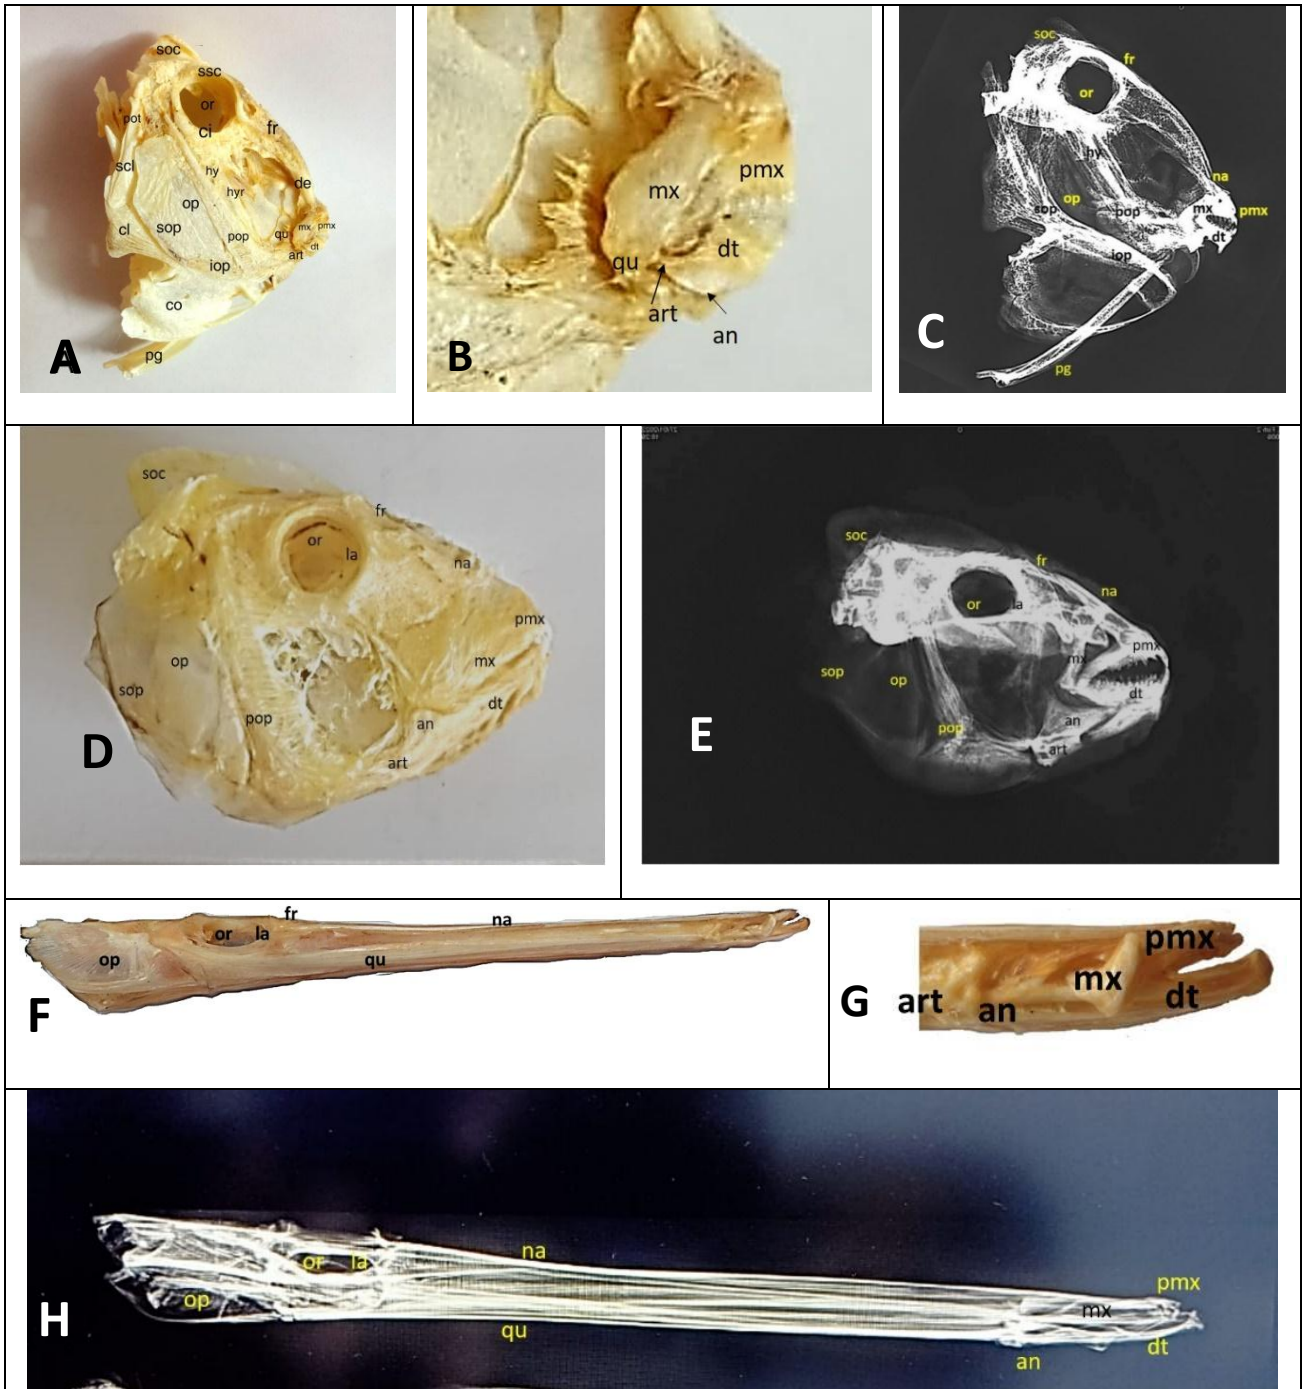 soc
ssc
or
ci
fr
pot
scl
hy
hyr
de
op
cl
sop
pop
qu
mx
pmx
dt
art
iop
co
pg
A
mx
pmx
qu
dt
art
an
B
soc
fr
or
hy
na
op
sop
pop
mx
pmx
dt
iop
C
pg
soc
fr
or
la
na
pmx
op
mx
sop
dt
pop
an
art
D
soc
fr
na
or
la
pmx
mx
sop
op
dt
an
pop
art
E
fr
na
or
la
op
qu
F
pmx
mx
dt
art
an
G
na
or
la
op
pmx
mx
qu
dt
an
H